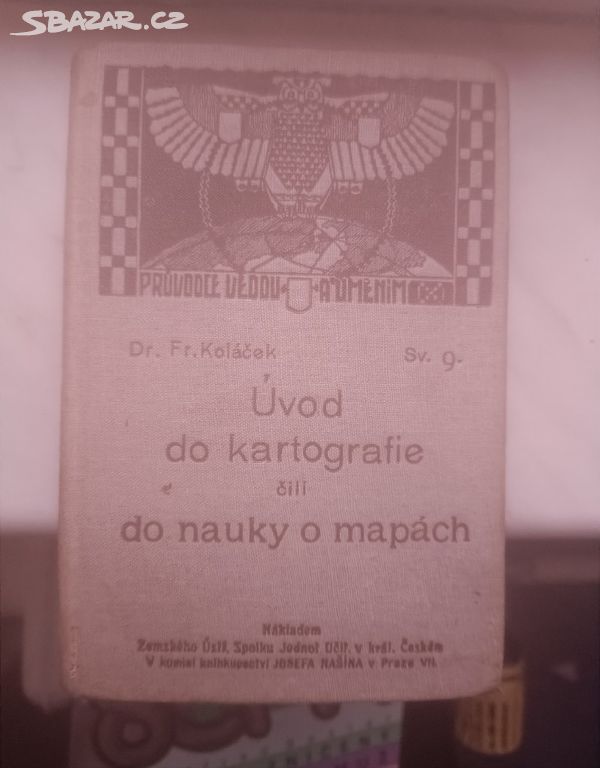 SBAZAR.CZ
PRŮVODCE VĚDOU A UMĚNÍM
Dr. Fr. Koláček Sv. 9.
Úvod
do kartografie
čili
do nauky o mapách
Nákladem
Zemského Ústř. Spolku Jednot Učit. v král. Českém
V komisi knihkupectví JOSEFA RAŠÍNA v Praze VII.